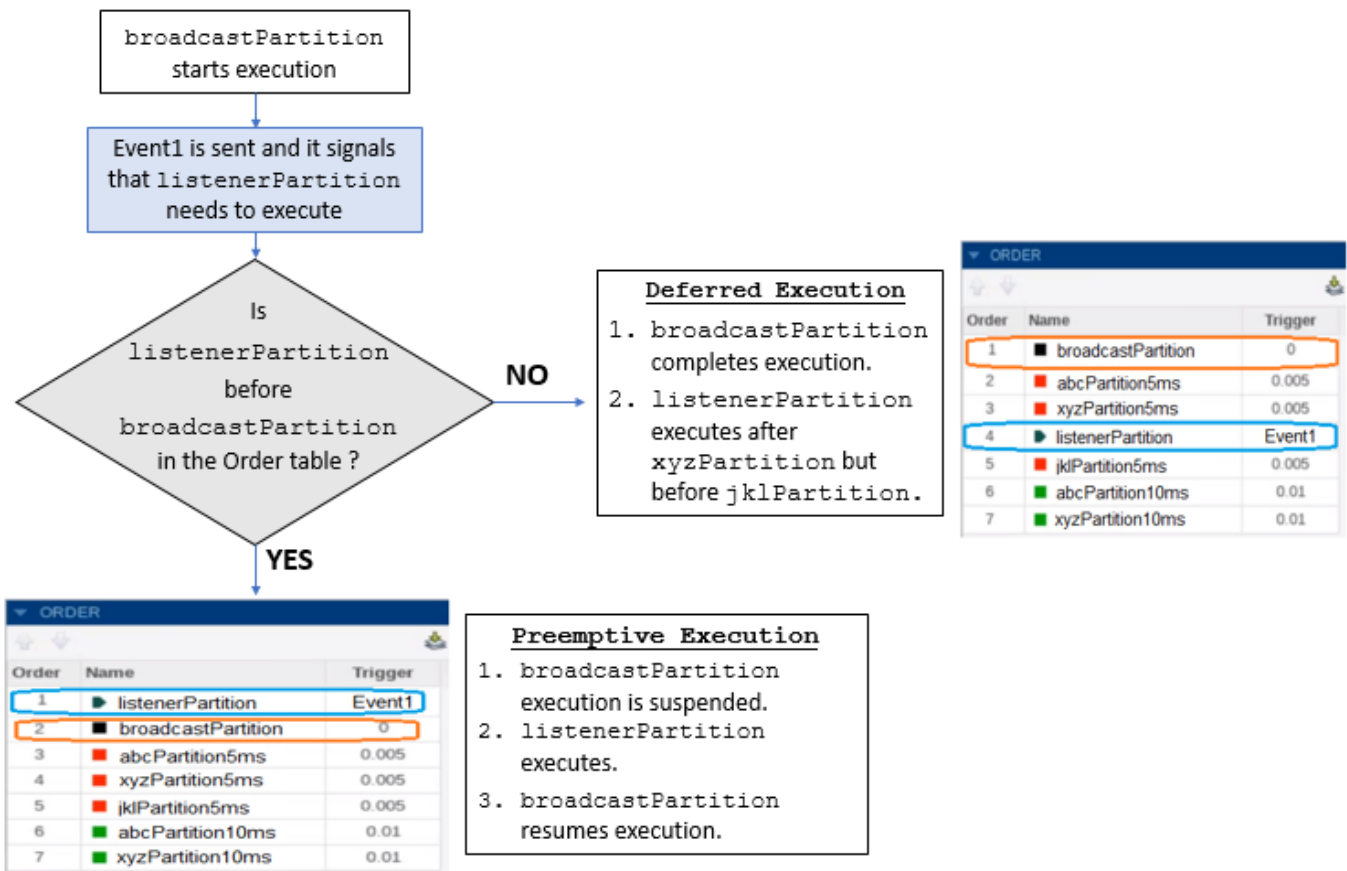 broadcastPartition
starts execution
Event1 is sent and it signals
that listenerPartition
needs to execute
Is
listenerPartition
before
broadcastPartition
in the Order table ?
NO
Deferred Execution
1. broadcastPartition
completes execution.
2. listenerPartition
executes after
xyzPartition but
before jklPartition.
ORDER
Order Name Trigger
1 broadcastPartition 0
2 abcPartition5ms 0.005
3 xyzPartition5ms 0.005
4 listenerPartition Event1
5 jklPartition5ms 0.005
6 abcPartition10ms 0.01
7 xyzPartition10ms 0.01
YES
ORDER
Order Name Trigger
1 listenerPartition Event1
2 broadcastPartition 0
3 abcPartition5ms 0.005
4 xyzPartition5ms 0.005
5 jklPartition5ms 0.005
6 abcPartition10ms 0.01
7 xyzPartition10ms 0.01
Preemptive Execution
1. broadcastPartition
execution is suspended.
2. listenerPartition
executes.
3. broadcastPartition
resumes execution.